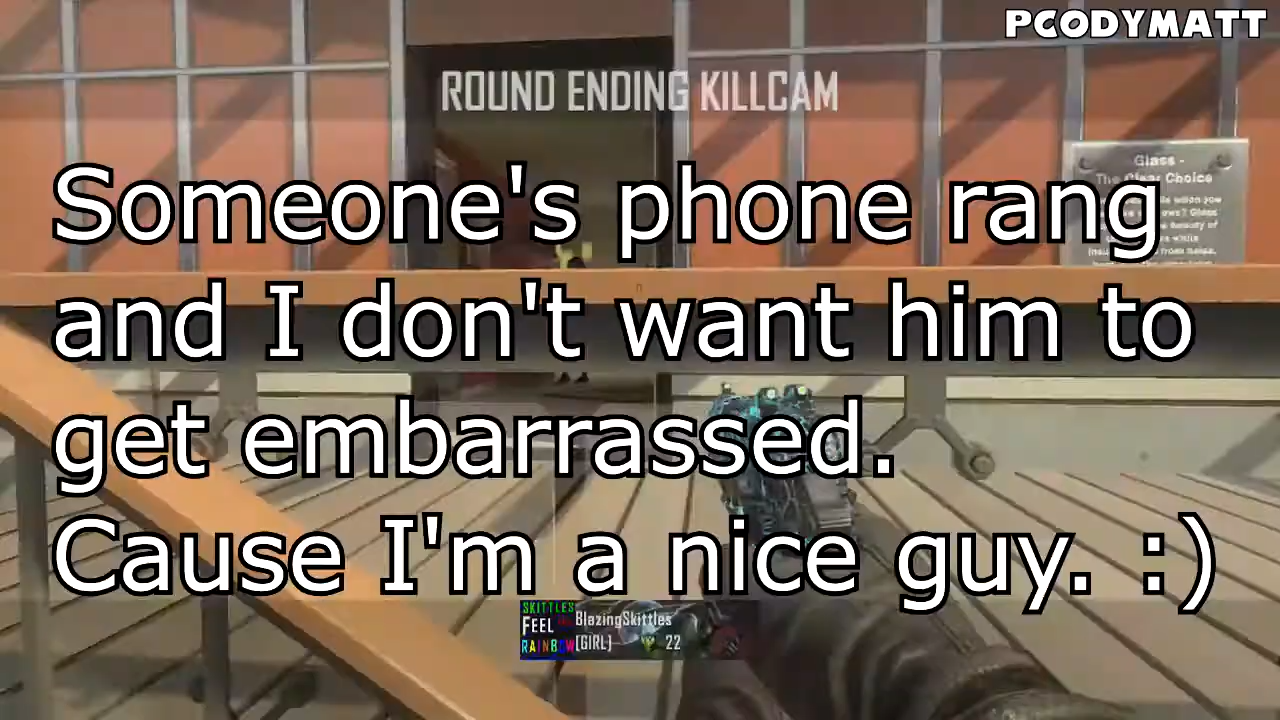 PCODYMATT
ROUND ENDING KILLCAM
Glass -
The Clear Choice
Someone's phone rang
and I don't want him to
get embarrassed.
Cause I'm a nice guy. :)
SKITTLES
FEEL
RAINBOW
BlazingSkittles
[GIRL] 22